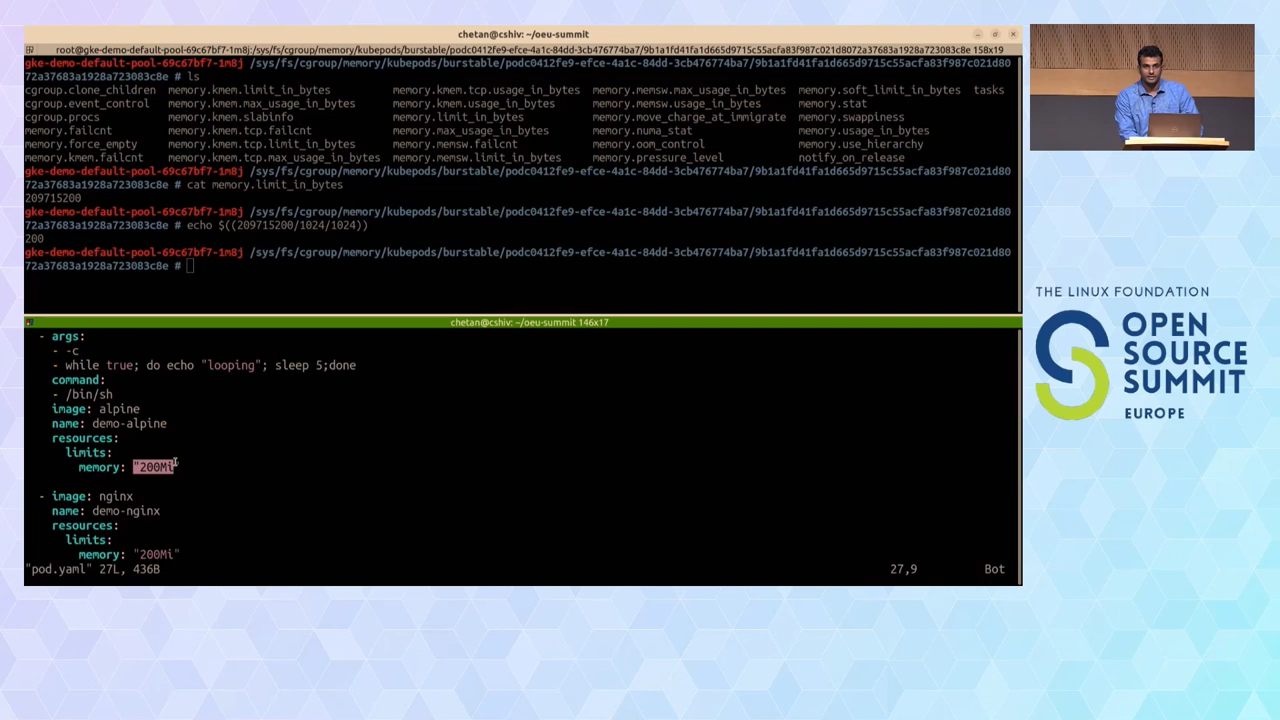 chetan@cshiv: ~/oeu-summit
root@gke-demo-default-pool-69c67bf7-1m8j:/sys/fs/cgroup/memory/kubepods/burstable/podc0412fe9-efce-4a1c-84dd-3cb476774ba7/9b1a1fd41fa1d665d9715c55acfa83f987c021d8072a37683a1928a723083c8e 158x19
gke-demo-default-pool-69c67bf7-1m8j /sys/fs/cgroup/memory/kubepods/burstable/podc0412fe9-efce-4a1c-84dd-3cb476774ba7/9b1a1fd41fa1d665d9715c55acfa83f987c021d80
72a37683a1928a723083c8e # ls
cgroup.clone_children memory.kmem.limit_in_bytes memory.kmem.tcp.usage_in_bytes memory.memsw.max_usage_in_bytes memory.soft_limit_in_bytes tasks
cgroup.event_control memory.kmem.max_usage_in_bytes memory.kmem.usage_in_bytes memory.memsw.usage_in_bytes memory.stat
cgroup.procs memory.kmem.slabinfo memory.limit_in_bytes memory.move_charge_at_immigrate memory.swappiness
memory.failcnt memory.kmem.tcp.failcnt memory.max_usage_in_bytes memory.numa_stat memory.usage_in_bytes
memory.force_empty memory.kmem.tcp.limit_in_bytes memory.memsw.failcnt memory.oom_control memory.use_hierarchy
memory.kmem.failcnt memory.kmem.tcp.max_usage_in_bytes memory.memsw.limit_in_bytes memory.pressure_level notify_on_release
gke-demo-default-pool-69c67bf7-1m8j /sys/fs/cgroup/memory/kubepods/burstable/podc0412fe9-efce-4a1c-84dd-3cb476774ba7/9b1a1fd41fa1d665d9715c55acfa83f987c021d80
72a37683a1928a723083c8e # cat memory.limit_in_bytes
209715200
gke-demo-default-pool-69c67bf7-1m8j /sys/fs/cgroup/memory/kubepods/burstable/podc0412fe9-efce-4a1c-84dd-3cb476774ba7/9b1a1fd41fa1d665d9715c55acfa83f987c021d80
72a37683a1928a723083c8e # echo $((209715200/1024/1024))
200
gke-demo-default-pool-69c67bf7-1m8j /sys/fs/cgroup/memory/kubepods/burstable/podc0412fe9-efce-4a1c-84dd-3cb476774ba7/9b1a1fd41fa1d665d9715c55acfa83f987c021d80
72a37683a1928a723083c8e #
chetan@cshiv: ~/oeu-summit 146x17
- args:
- -c
- while true; do echo "looping"; sleep 5;done
command:
- /bin/sh
image: alpine
name: demo-alpine
resources:
limits:
memory: "200Mi"
- image: nginx
name: demo-nginx
resources:
limits:
memory: "200Mi"
"pod.yaml" 27L, 436B 27,9 Bot
THE LINUX FOUNDATION
OPEN
SOURCE
SUMMIT
EUROPE